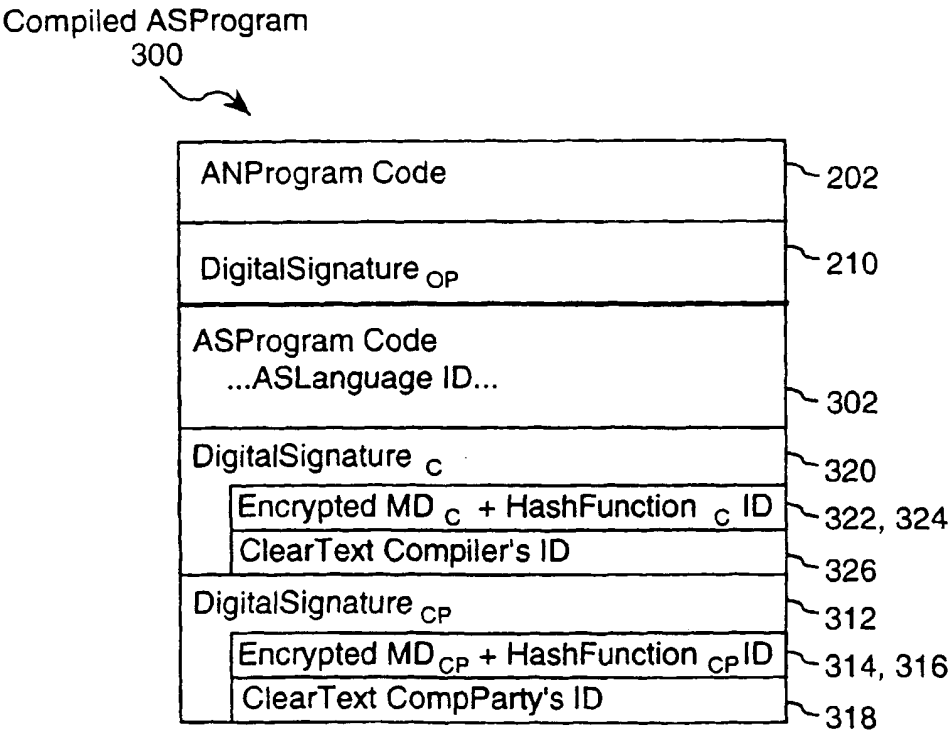 Compiled ASProgram
300
ANProgram Code
202
DigitalSignature OP
210
ASProgram Code
...ASLanguage ID...
302
DigitalSignature C
320
Encrypted MD C + HashFunction C ID
322, 324
ClearText Compiler's ID
326
DigitalSignature CP
312
Encrypted MD CP + HashFunction CP ID
314, 316
ClearText CompParty's ID
318